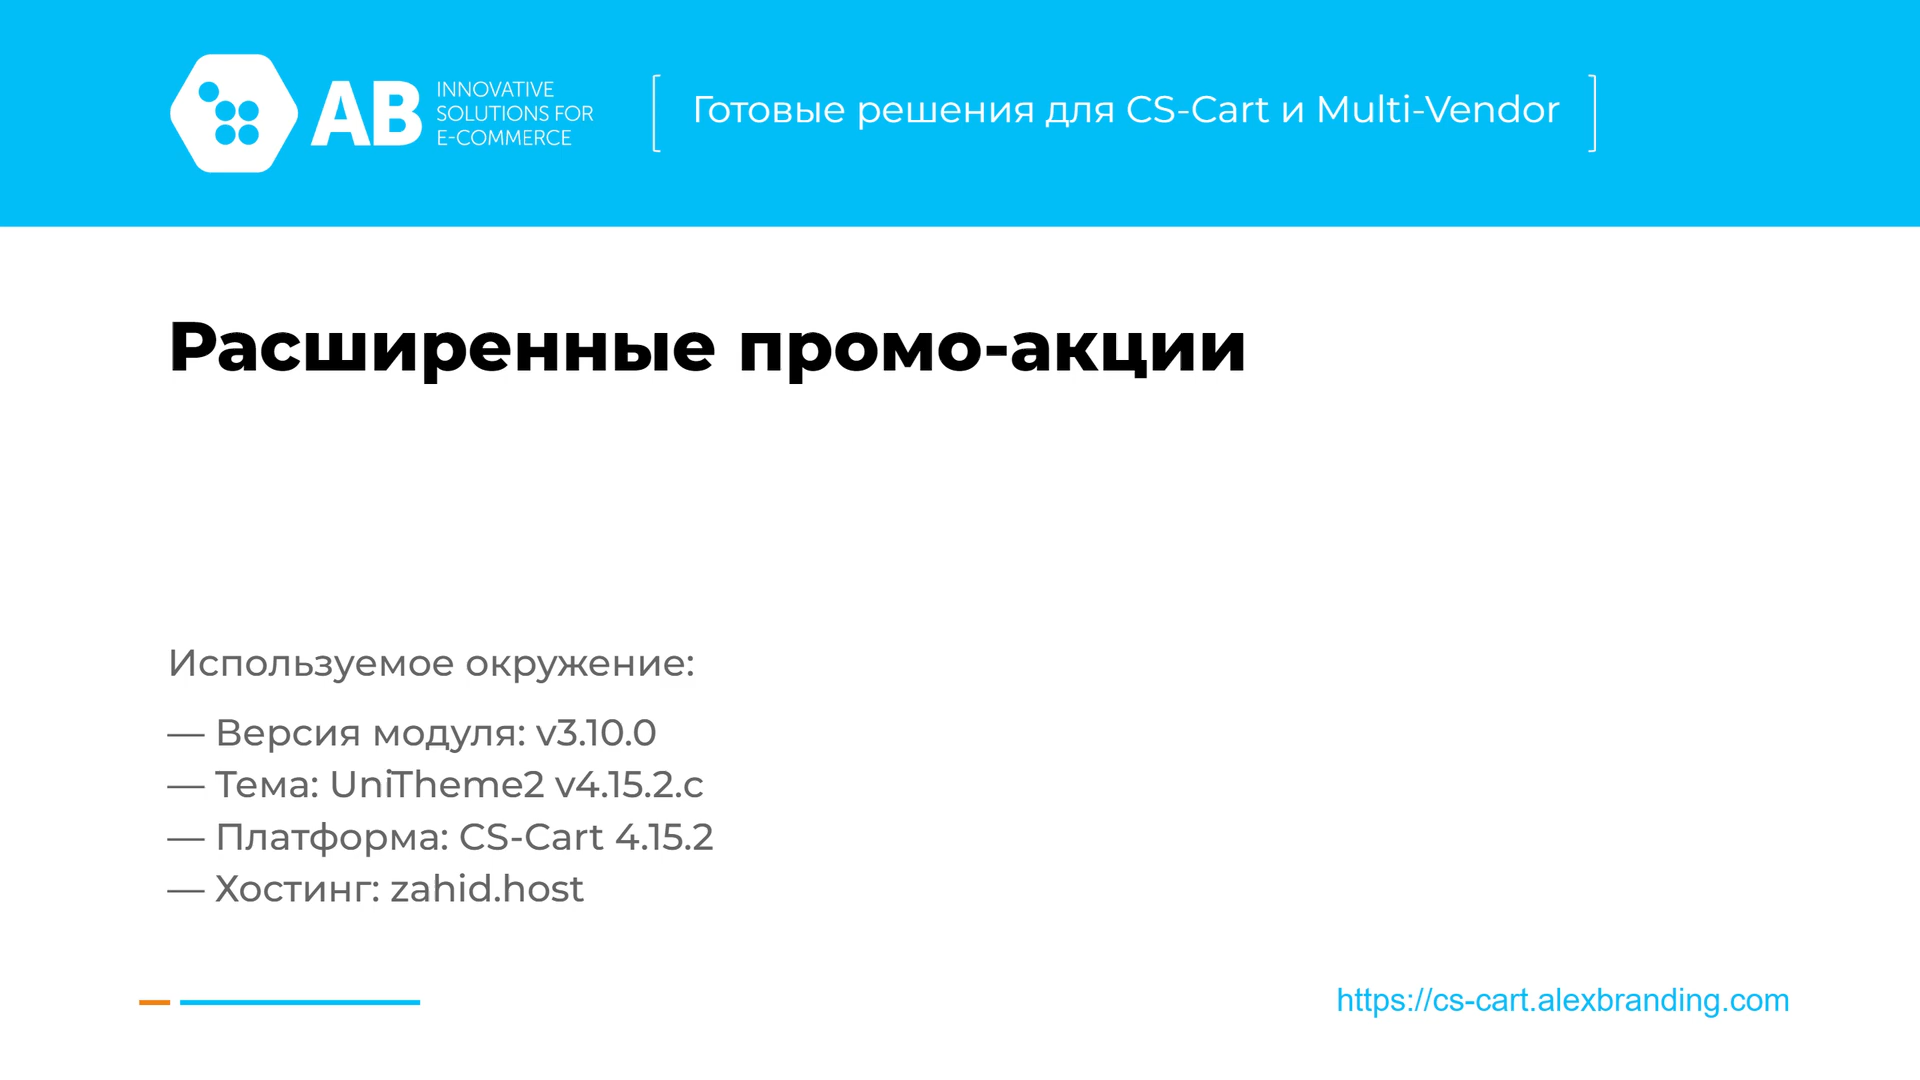 AB
INNOVATIVE
SOLUTIONS FOR
E-COMMERCE
Готовые решения для CS-Cart и Multi-Vendor
Расширенные промо-акции
Используемое окружение:
— Версия модуля: v3.10.0
— Тема: UniTheme2 v4.15.2.c
— Платформа: CS-Cart 4.15.2
— Хостинг: zahid.host
https://cs-cart.alexbranding.com